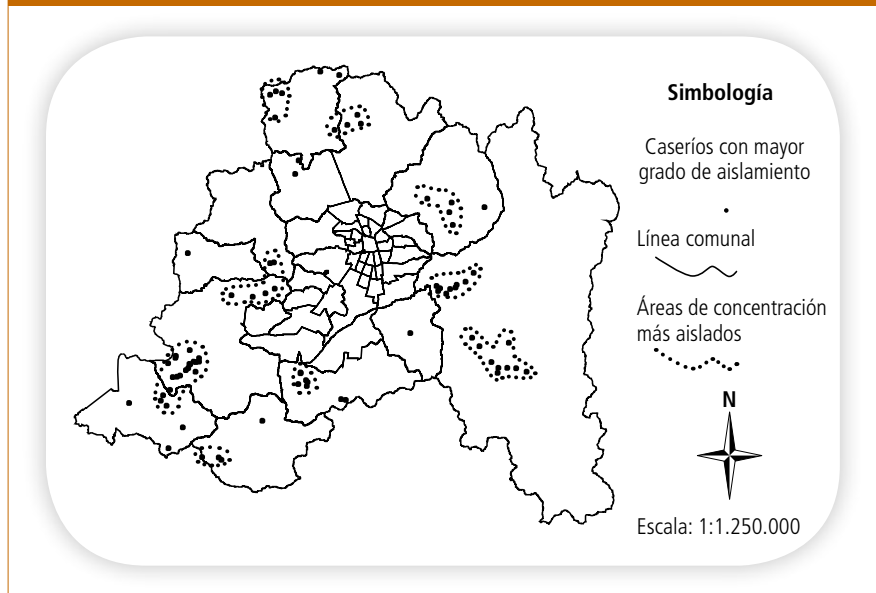 Simbología
Caseríos con mayor
grado de aislamiento
Línea comunal
Áreas de concentración
más aislados
N
Escala: 1:1.250.000